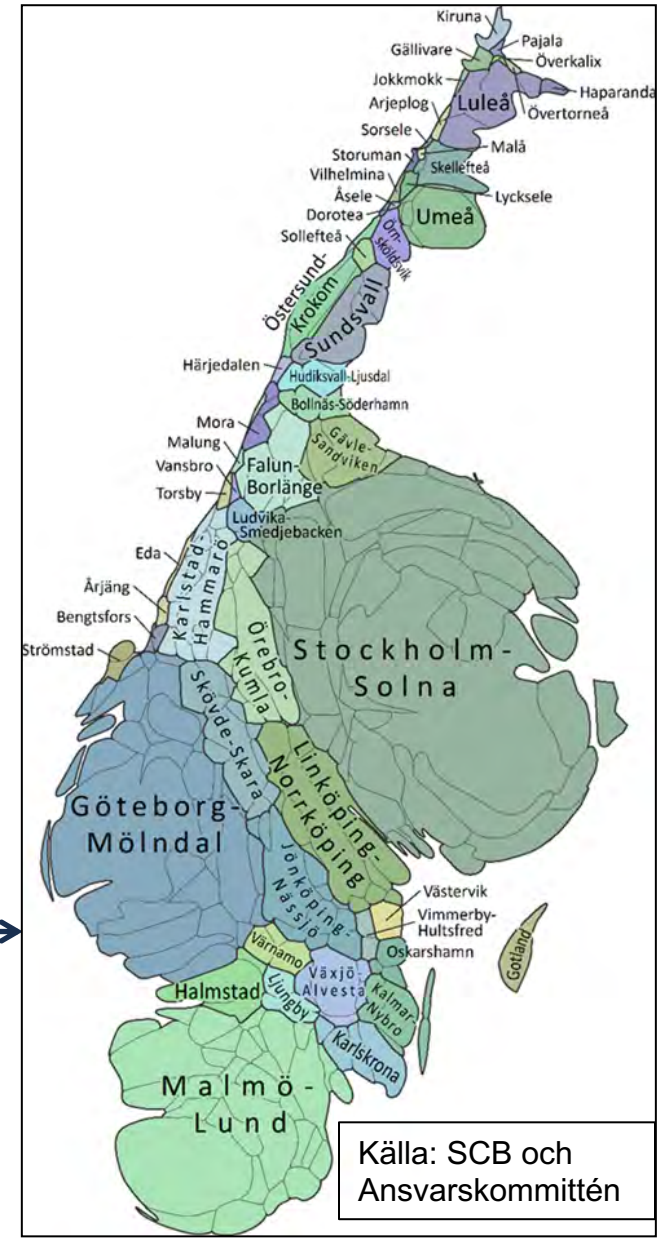 Kiruna
Pajala
Gällivare
Överkalix
Jokkmokk
Haparanda
Luleå
Arjeplog
Övertorneå
Sorsele
Malå
Storuman
Skellefteå
Vilhelmina
Lycksele
Åsele
Dorotea
Umeå
Örn-
sköldsvik
Sollefteå
Östersund-
Krokom
Sundsvall
Härjedalen
Hudiksvall-Ljusdal
Bollnäs-Söderhamn
Mora
Gävle-
Sandviken
Malung
Vansbro
Falun-
Borlänge
Torsby
Ludvika-
Smedjebacken
Eda
Karlstad-
Hammarö
Årjäng
Bengtsfors
Strömstad
Örebro-
Kumla
Stockholm-
Solna
Skövde-Skara
Linköping-
Norrköping
Göteborg-
Mölndal
Jönköping-
Nässjö
Västervik
Vimmerby-
Hultsfred
Oskarshamn
Gotland
Värnamo
Växjö-
Alvesta
Halmstad
Ljungby
Kalmar-
Nybro
Karlskrona
Malmö-
Lund
Källa: SCB och
Ansvarskommittén